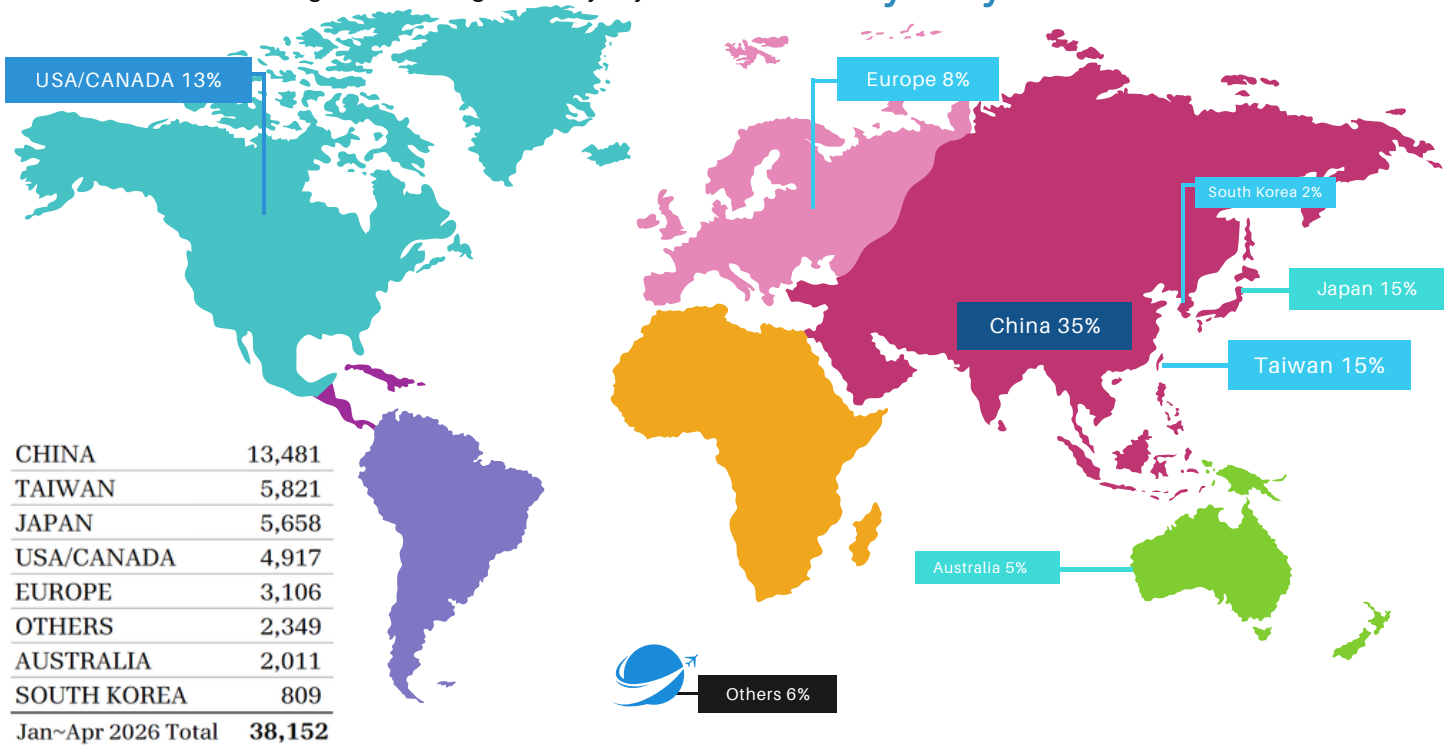 USA/CANADA 13%
Europe 8%
South Korea 2%
Japan 15%
China 35%
Taiwan 15%
Australia 5%
Others 6%
CHINA 13,481
TAIWAN 5,821
JAPAN 5,658
USA/CANADA 4,917
EUROPE 3,106
OTHERS 2,349
AUSTRALIA 2,011
SOUTH KOREA 809
Jan~Apr 2026 Total 38,152